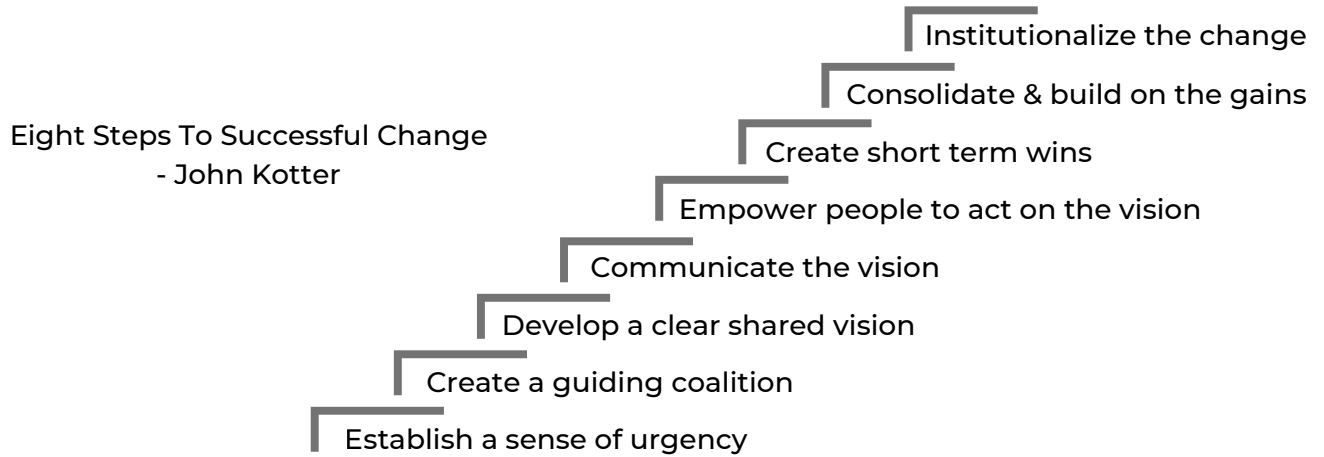 Eight Steps To Successful Change
- John Kotter
Institutionalize the change
Consolidate & build on the gains
Create short term wins
Empower people to act on the vision
Communicate the vision
Develop a clear shared vision
Create a guiding coalition
Establish a sense of urgency